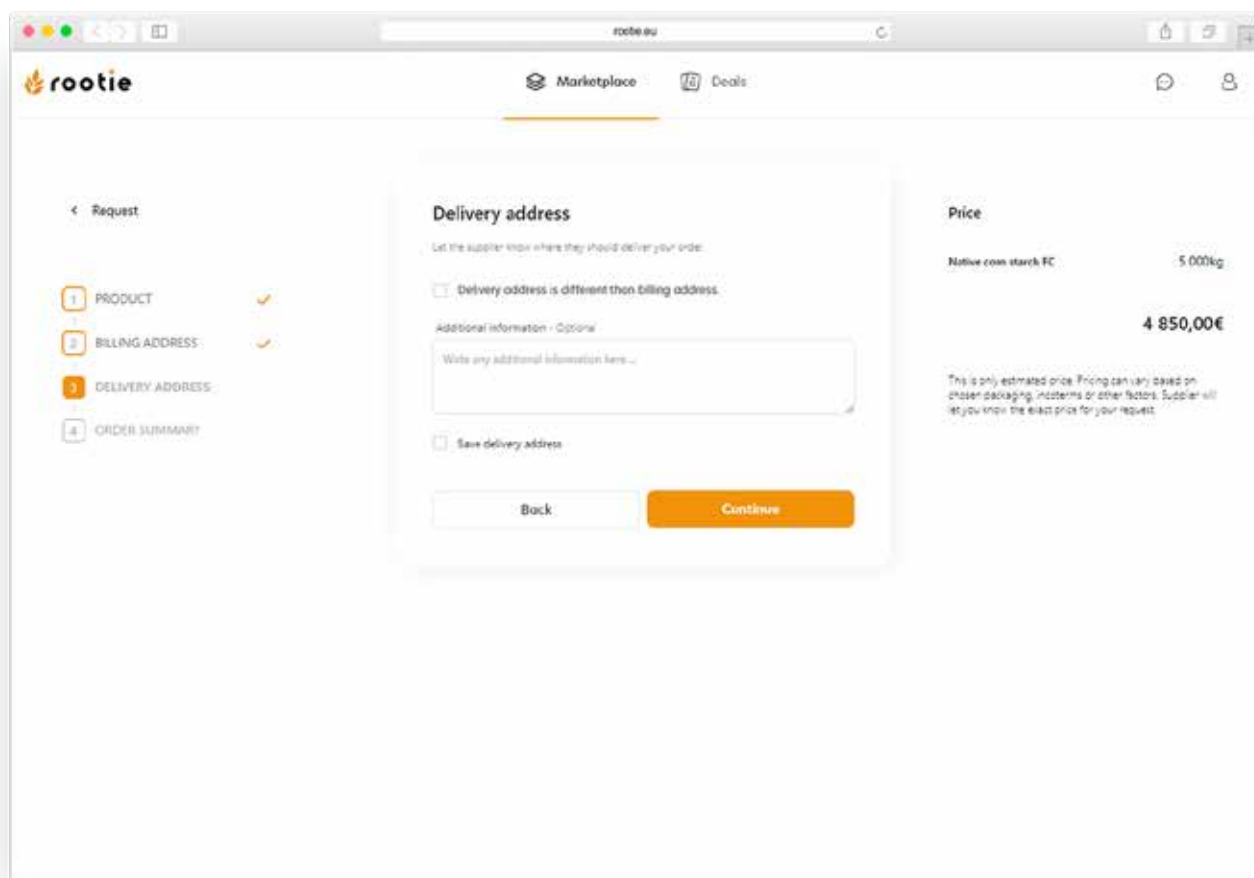 rootie.eu
rootie
Marketplace
Deals
Request
1 PRODUCT
2 BILLING ADDRESS
3 DELIVERY ADDRESS
4 ORDER SUMMARY
Delivery address
Let the supplier know where they should deliver your order.
Delivery address is different than billing address.
Additional information - Optional
Write any additional information here ...
Save delivery address
Back
Continue
Price
Native corn starch FC 5 000kg
4 850,00€
This is only estimated price. Pricing can vary based on
chosen packaging, incoterms or other factors. Supplier will
let you know the exact price for your request.